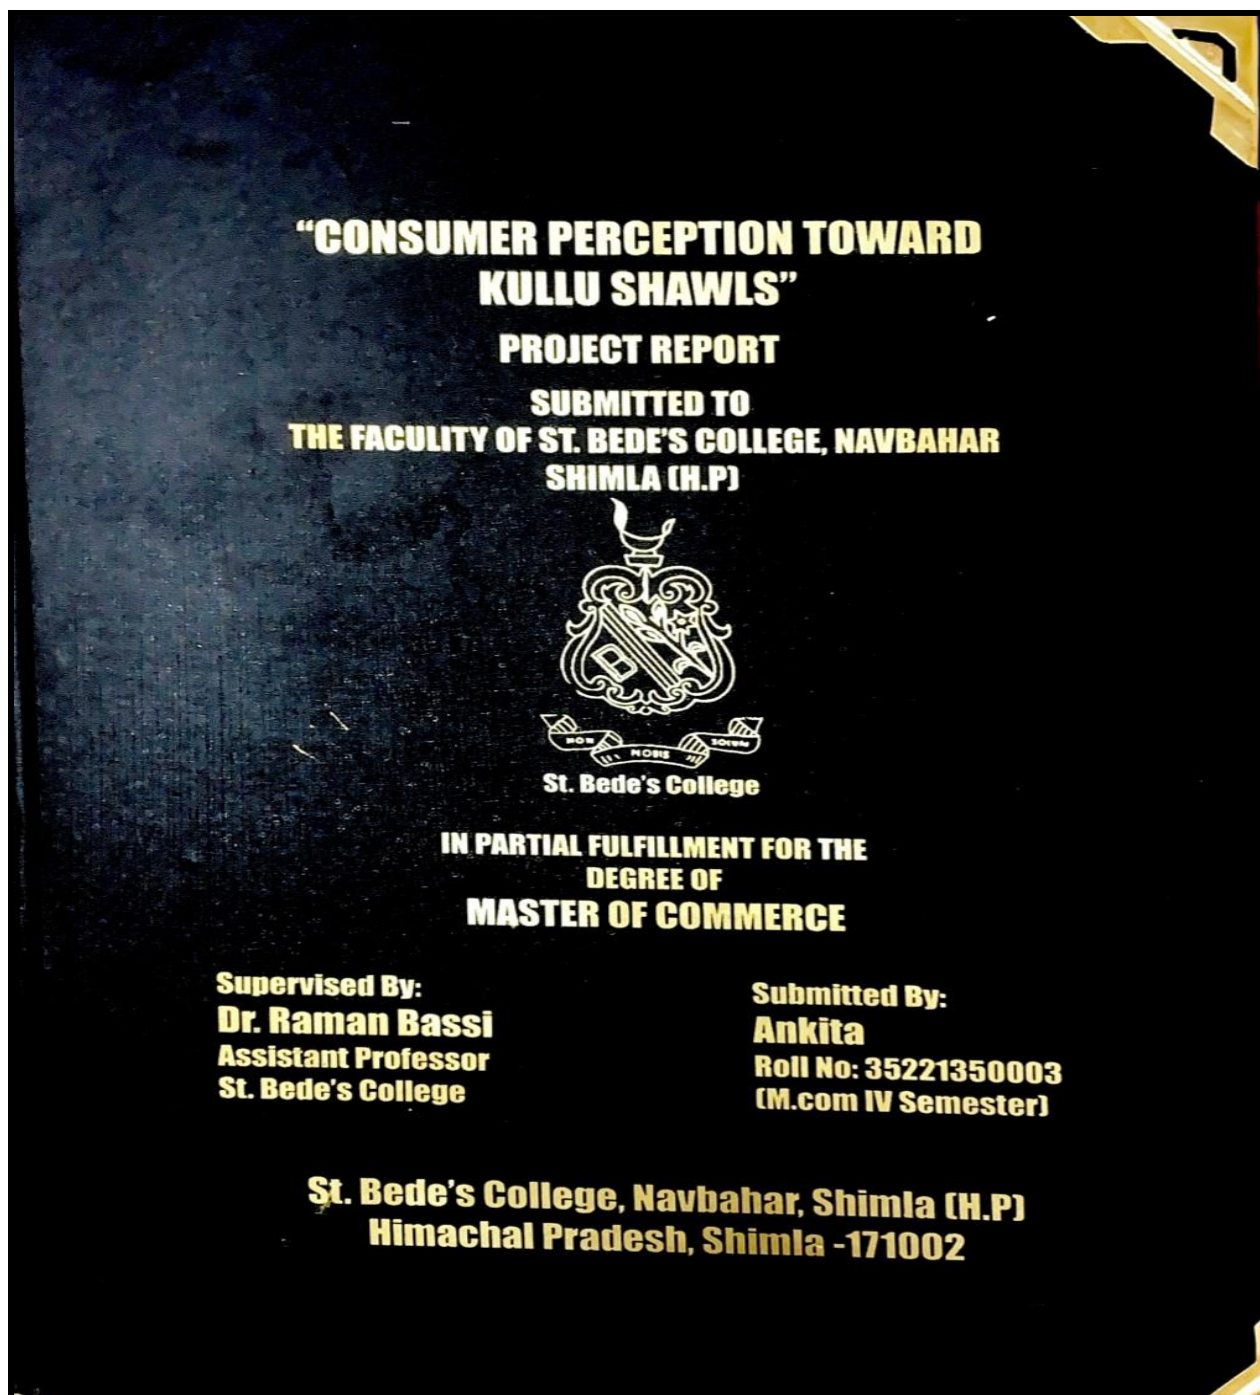 “CONSUMER PERCEPTION TOWARD
KULLU SHAWLS”
PROJECT REPORT
SUBMITTED TO
THE FACULITY OF ST. BEDE'S COLLEGE, NAVBAHAR
SHIMLA (H.P)
NON NOBIS SOLUM
St. Bede's College
IN PARTIAL FULFILLMENT FOR THE
DEGREE OF
MASTER OF COMMERCE
Supervised By:
Dr. Raman Bassi
Assistant Professor
St. Bede's College
Submitted By:
Ankita
Roll No: 35221350003
(M.com IV Semester)
St. Bede's College, Navbahar, Shimla (H.P)
Himachal Pradesh, Shimla -171002